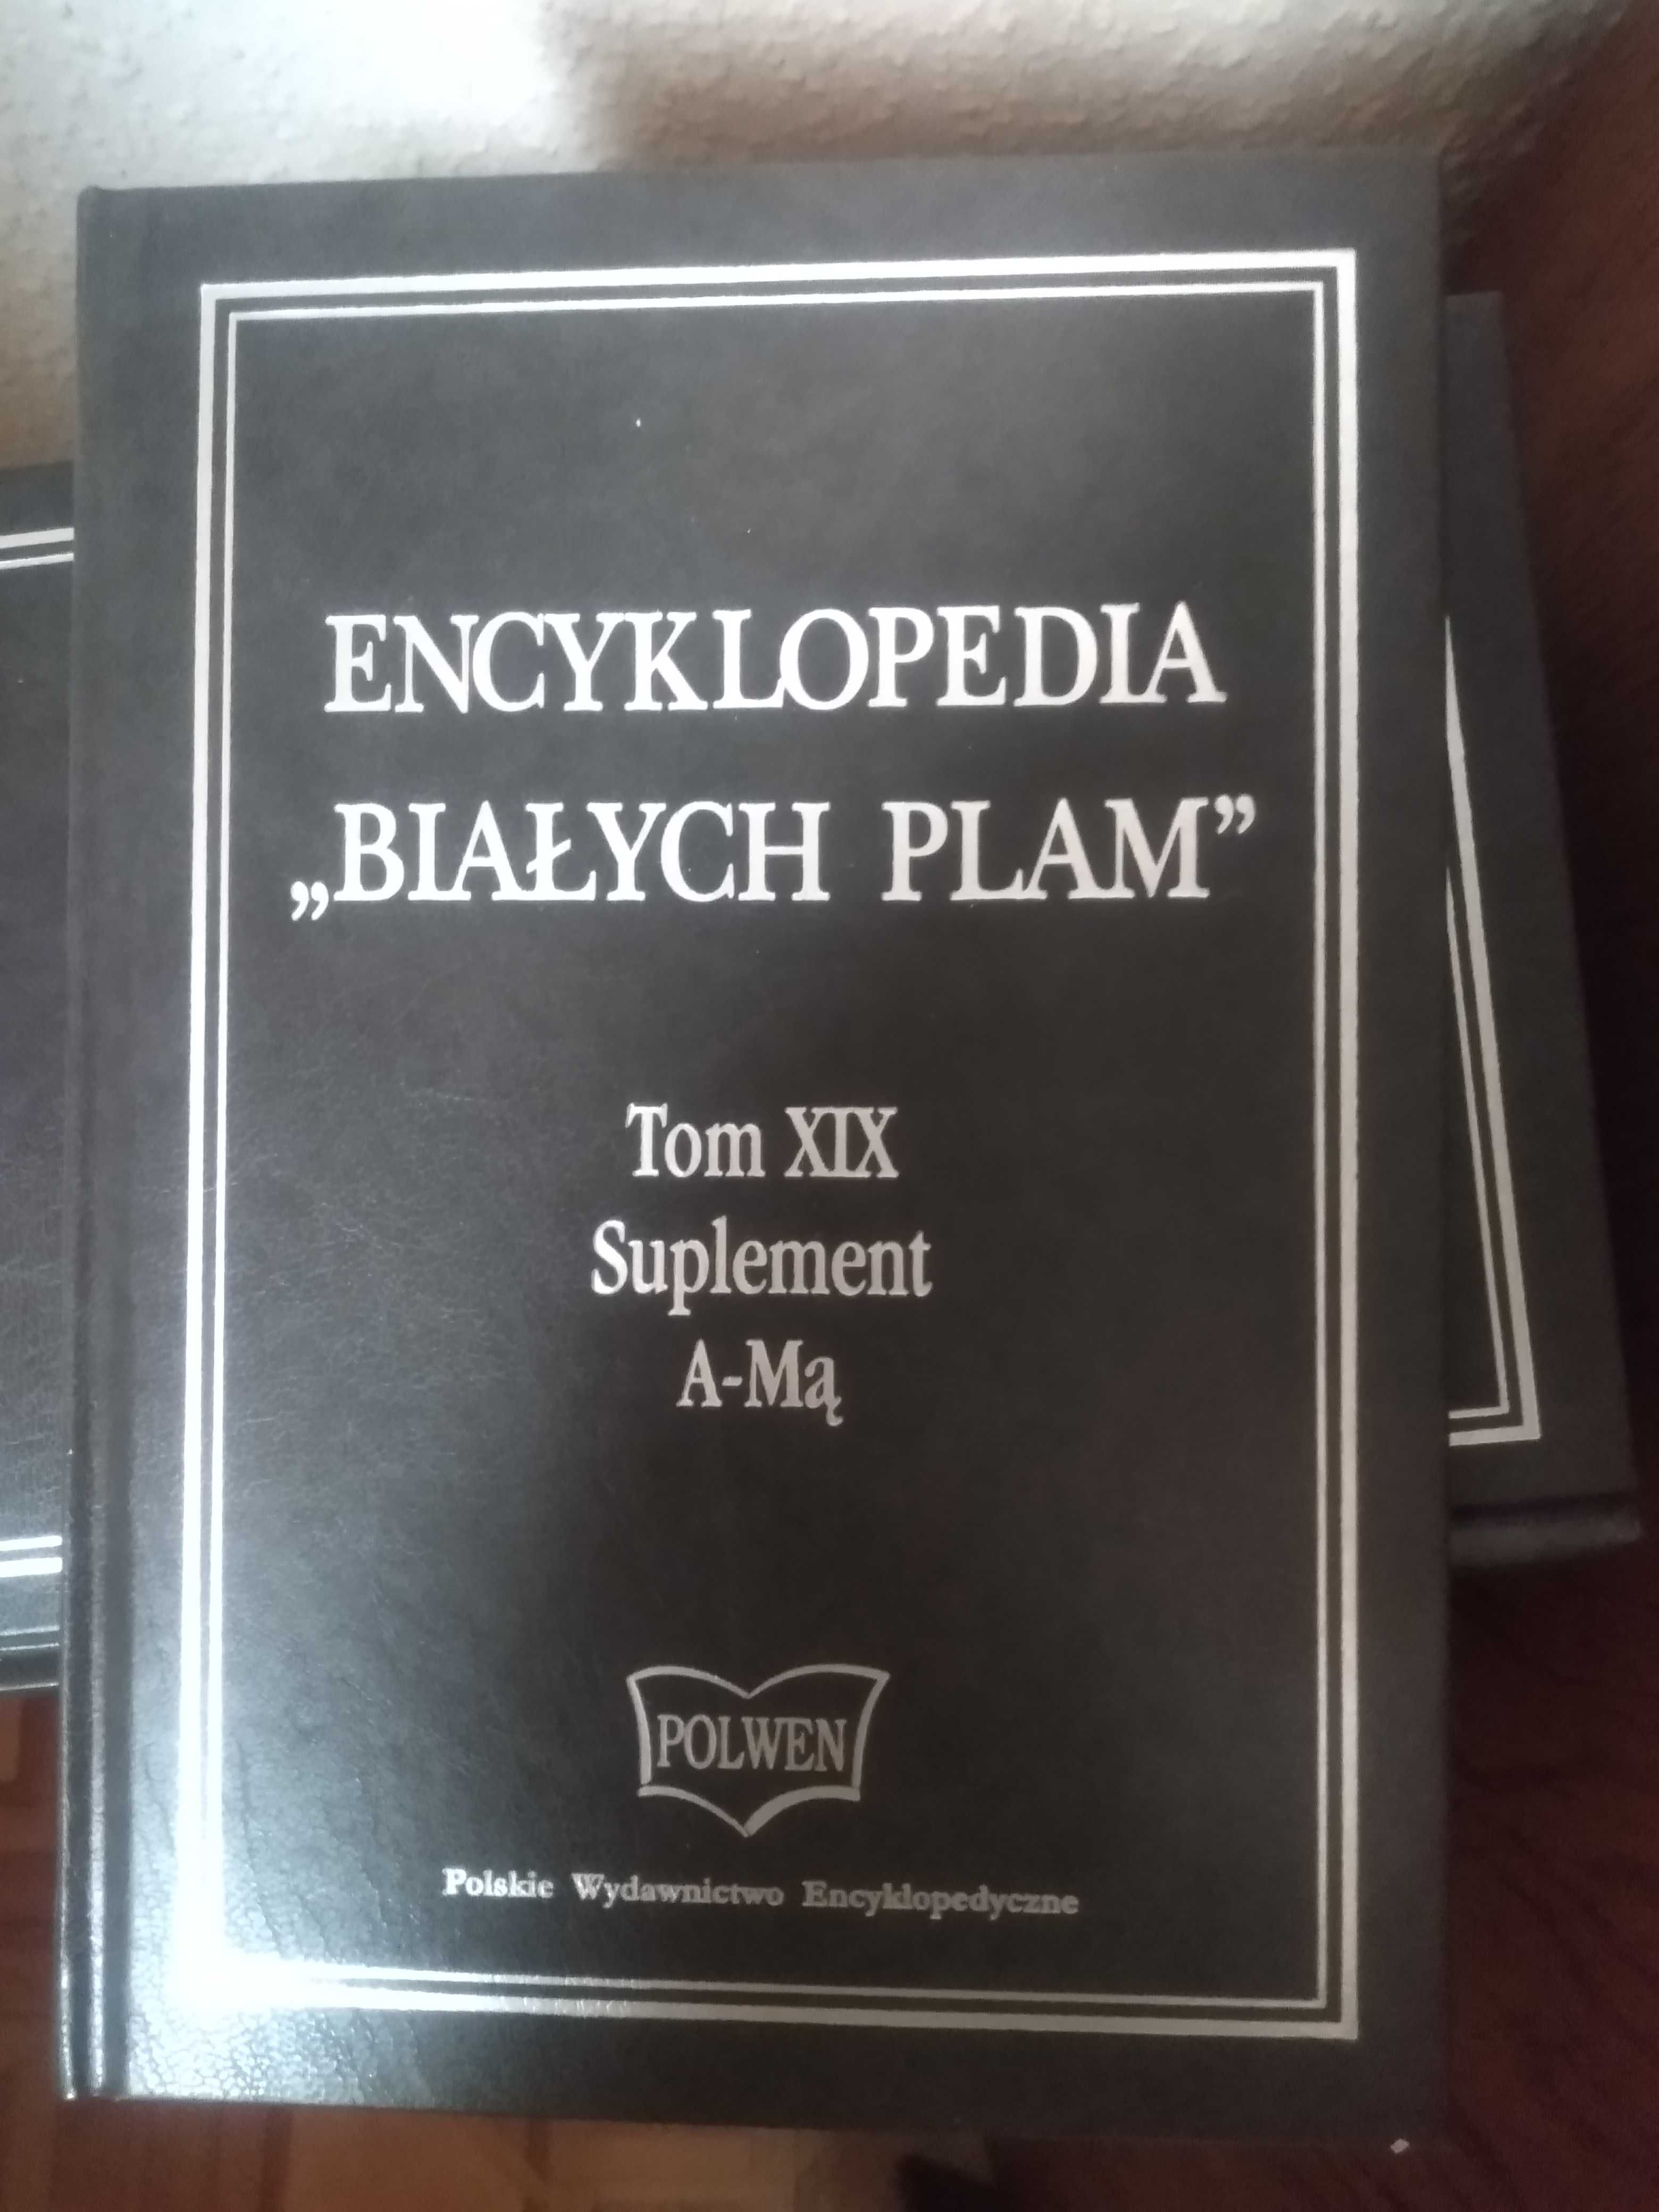 ENCYKLOPEDIA
„BIAŁYCH PLAM”
Tom XIX
Suplement
A-Mą
POLWEN
Polskie Wydawnictwo Encyklopedyczne